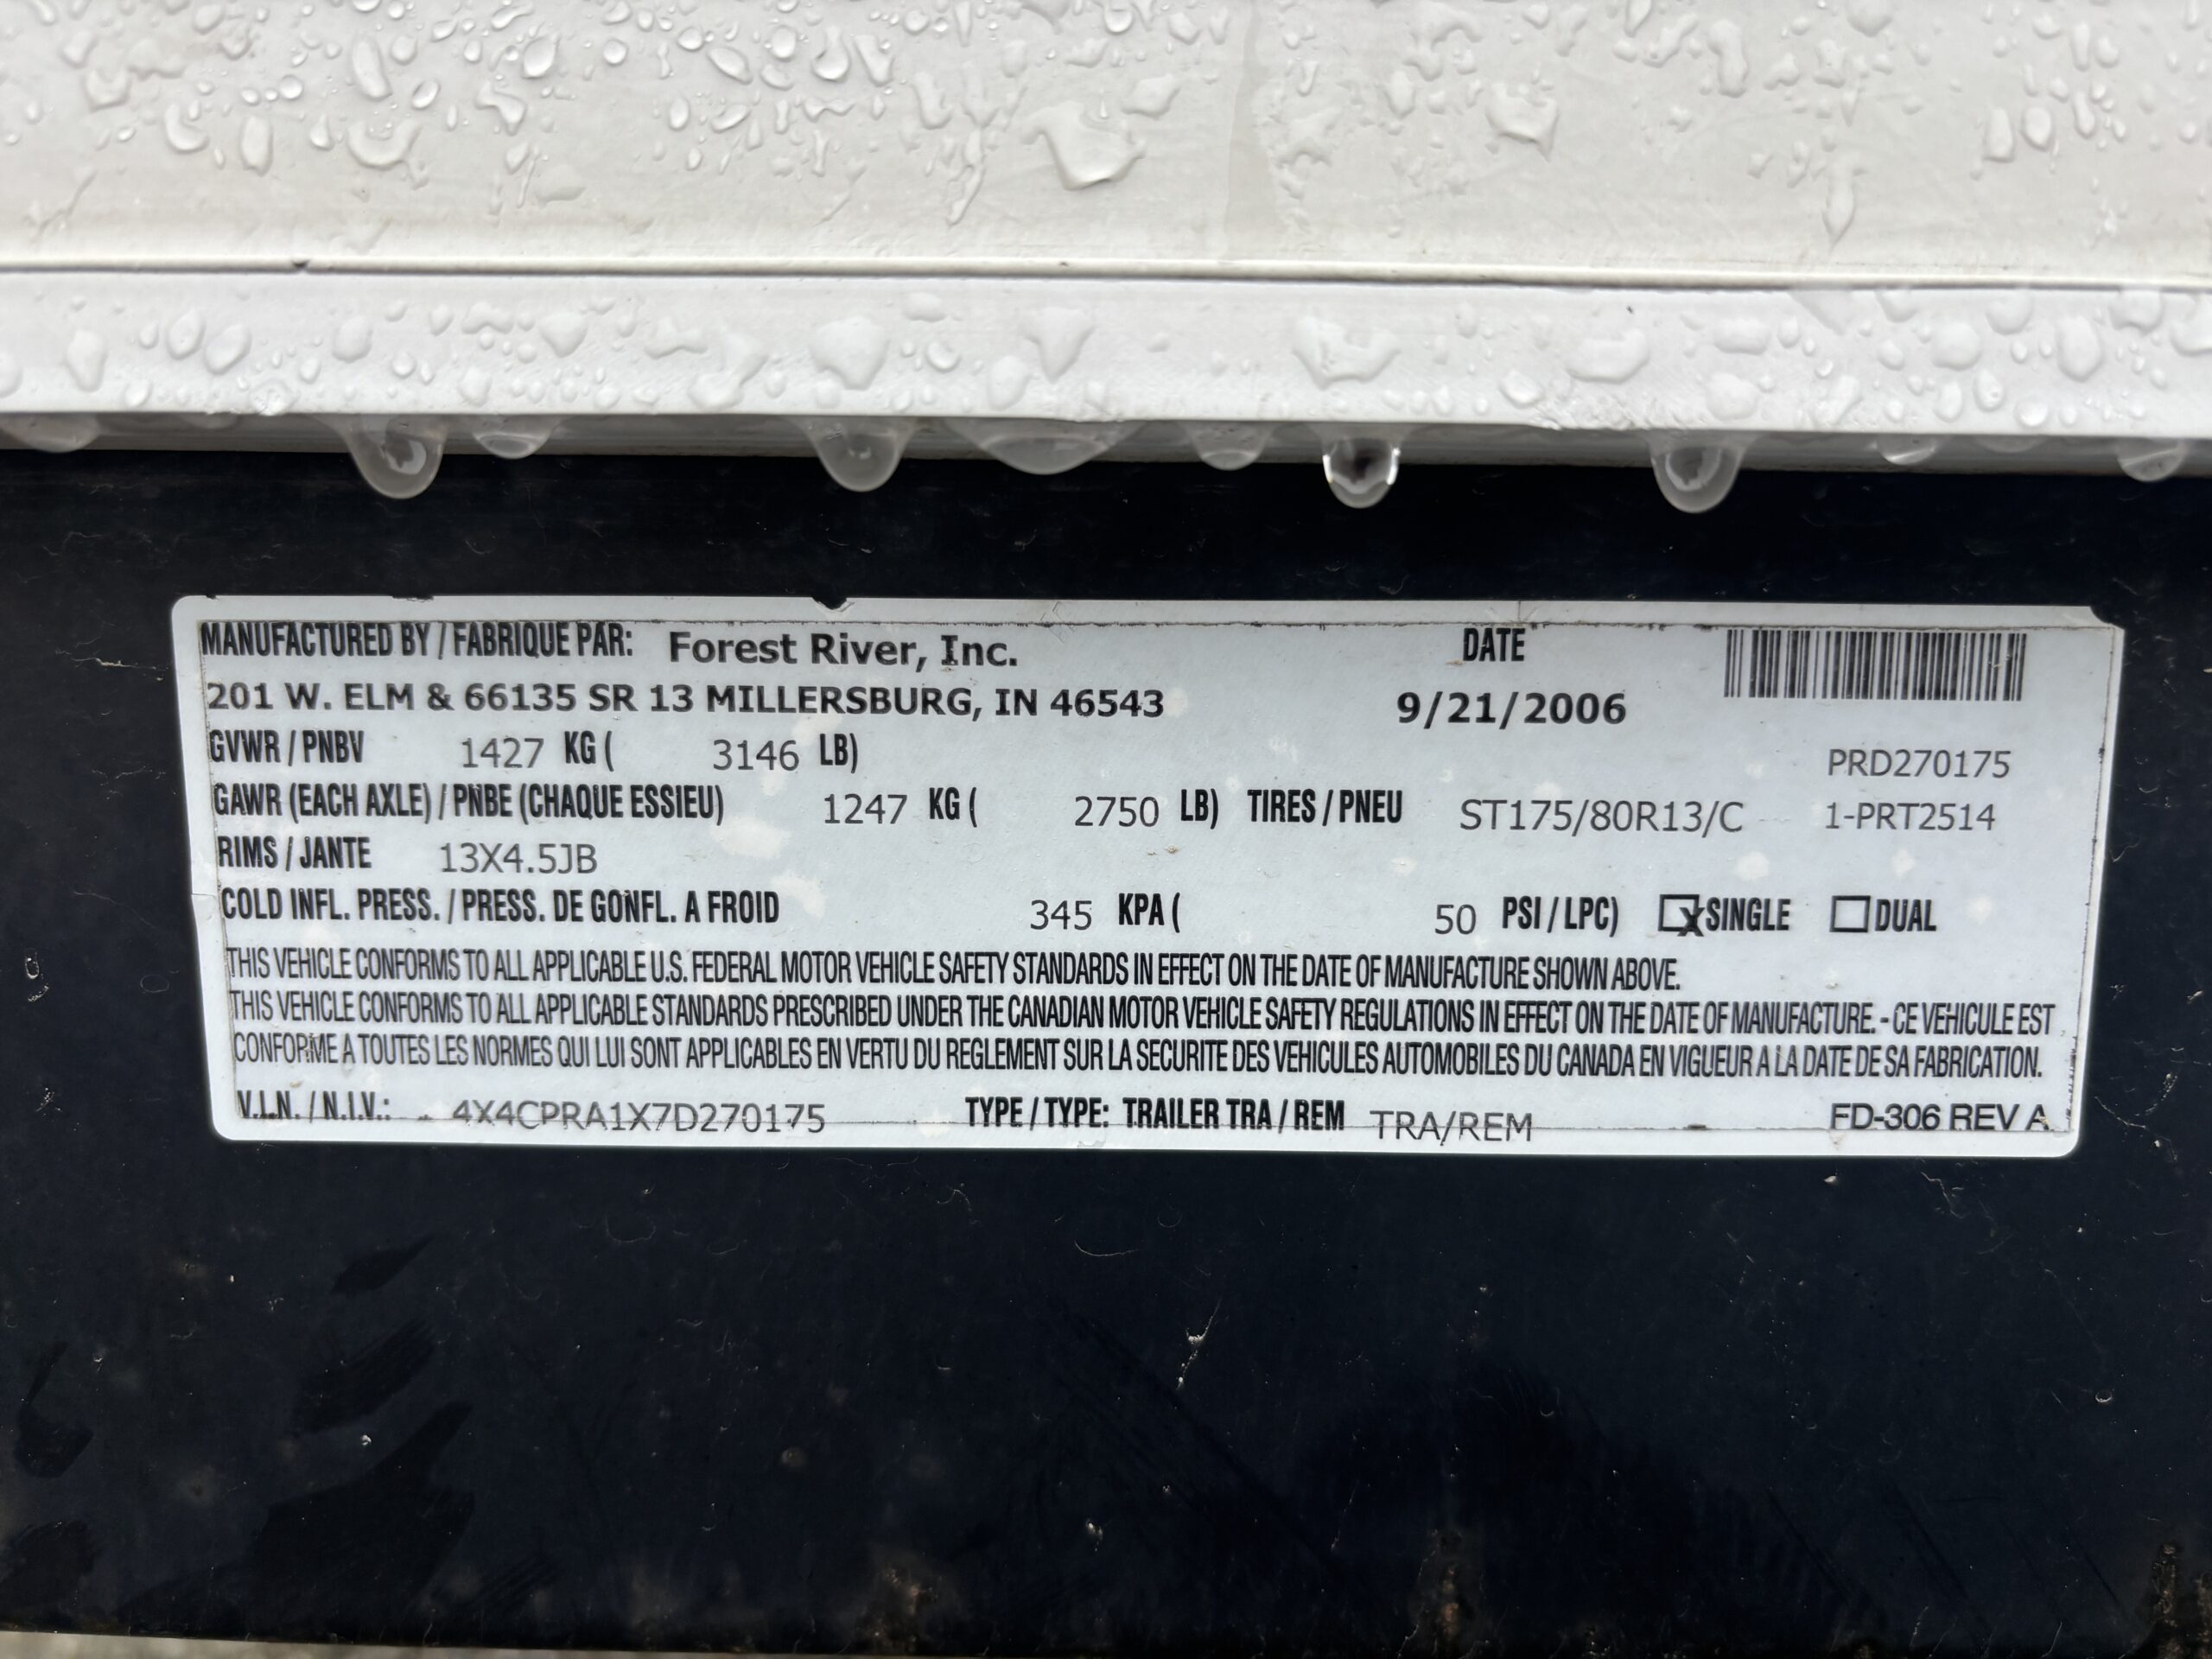 MANUFACTURED BY / FABRIQUE PAR: Forest River, Inc. DATE
201 W. ELM & 66135 SR 13 MILLERSBURG, IN 46543 9/21/2006
GVWR / PNBV 1427 KG ( 3146 LB) PRD270175
GAWR (EACH AXLE) / PNBE (CHAQUE ESSIEU) 1247 KG ( 2750 LB) TIRES / PNEU ST175/80R13/C 1-PRT2514
RIMS / JANTE 13X4.5JB
COLD INFL. PRESS. / PRESS. DE GONFL. A FROID 345 KPA ( 50 PSI / LPC) ☒ SINGLE ☐ DUAL
THIS VEHICLE CONFORMS TO ALL APPLICABLE U.S. FEDERAL MOTOR VEHICLE SAFETY STANDARDS IN EFFECT ON THE DATE OF MANUFACTURE SHOWN ABOVE.
THIS VEHICLE CONFORMS TO ALL APPLICABLE STANDARDS PRESCRIBED UNDER THE CANADIAN MOTOR VEHICLE SAFETY REGULATIONS IN EFFECT ON THE DATE OF MANUFACTURE. - CE VEHICULE EST
CONFORME A TOUTES LES NORMES QUI LUI SONT APPLICABLES EN VERTU DU REGLEMENT SUR LA SECURITE DES VEHICULES AUTOMOBILES DU CANADA EN VIGUEUR A LA DATE DE SA FABRICATION.
V.I.N. / N.I.V.: 4X4CPRA1X7D270175 TYPE / TYPE: TRAILER TRA / REM TRA/REM FD-306 REV A